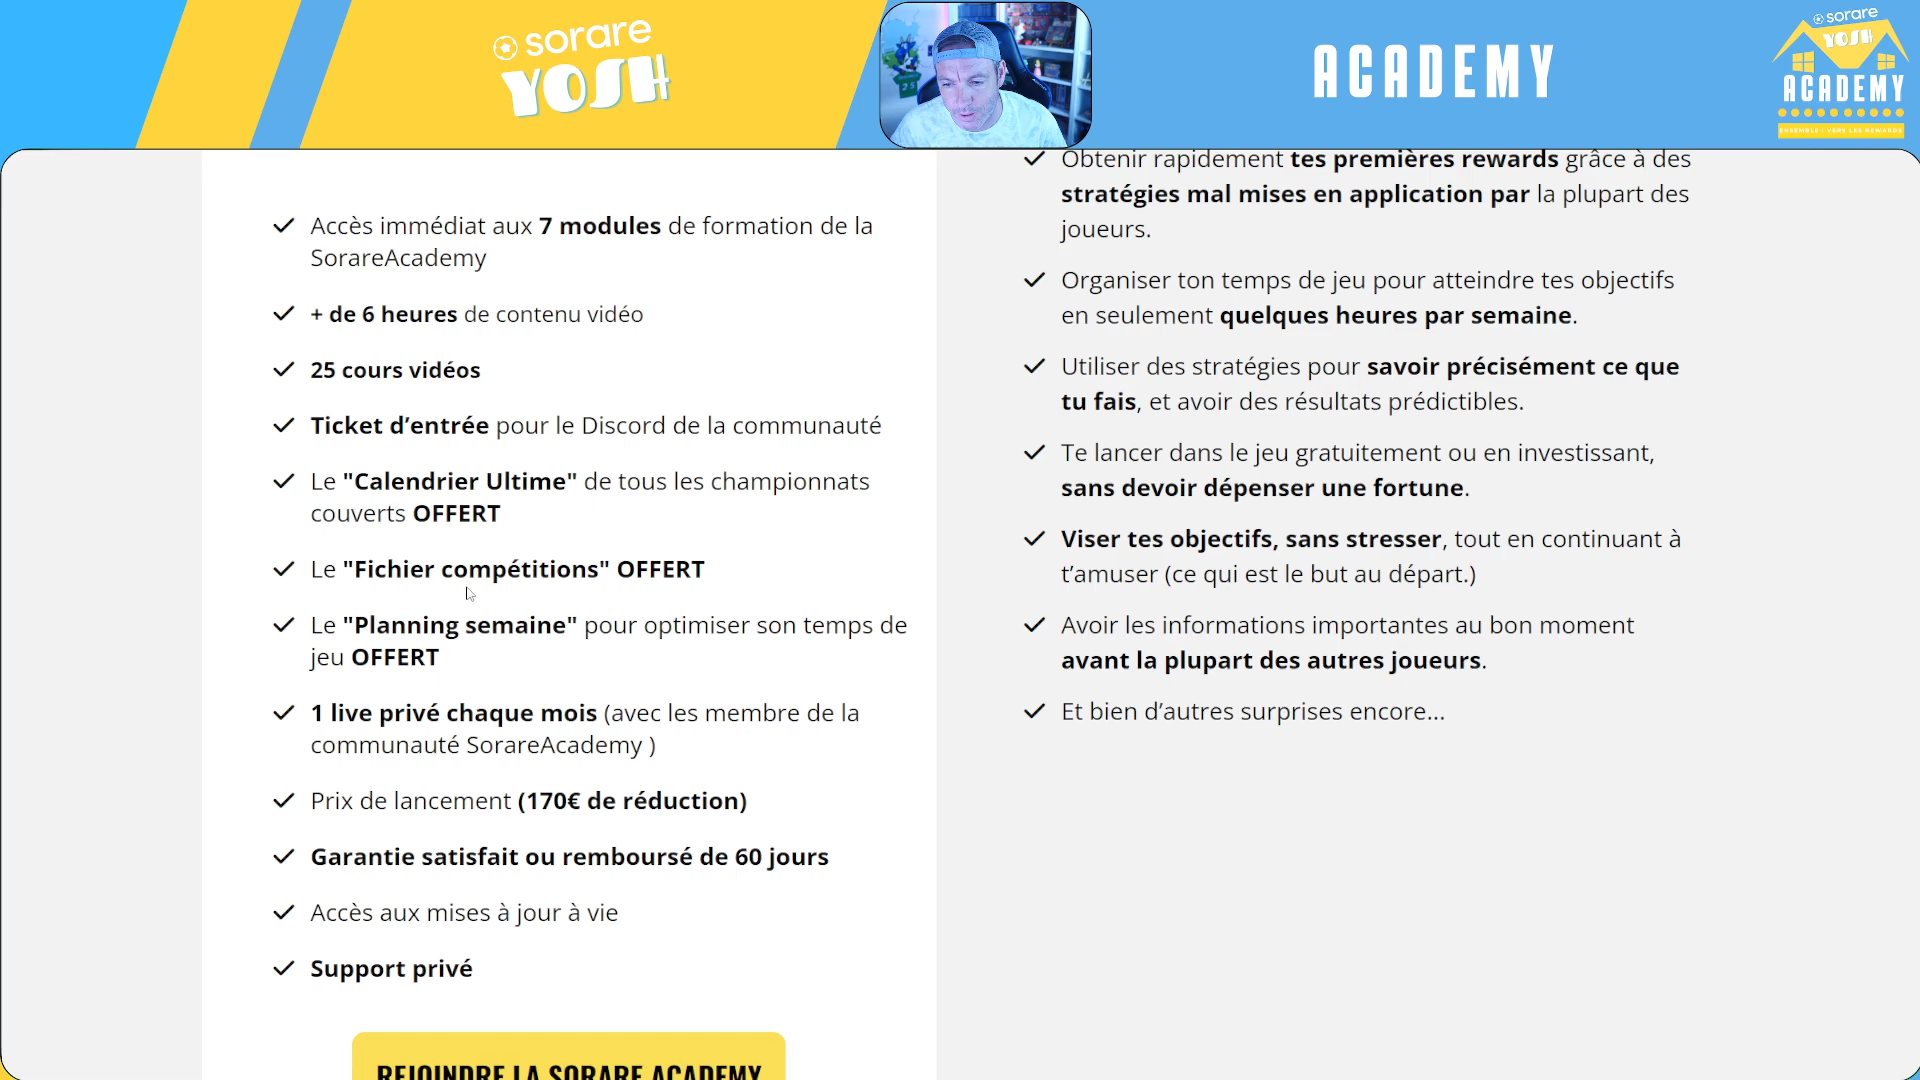 sorare
YOSH
ACADEMY
sorare
YOSH
ACADEMY
ENSEMBLE ! VERS LES REWARDS
Accès immédiat aux 7 modules de formation de la
SorareAcademy
+ de 6 heures de contenu vidéo
25 cours vidéos
Ticket d’entrée pour le Discord de la communauté
Le "Calendrier Ultime" de tous les championnats
couverts OFFERT
Le "Fichier compétitions" OFFERT
Le "Planning semaine" pour optimiser son temps de
jeu OFFERT
1 live privé chaque mois (avec les membre de la
communauté SorareAcademy )
Prix de lancement (170€ de réduction)
Garantie satisfait ou remboursé de 60 jours
Accès aux mises à jour à vie
Support privé
REJOINDRE LA SORARE ACADEMY
Obtenir rapidement tes premières rewards grâce à des
stratégies mal mises en application par la plupart des
joueurs.
Organiser ton temps de jeu pour atteindre tes objectifs
en seulement quelques heures par semaine.
Utiliser des stratégies pour savoir précisément ce que
tu fais, et avoir des résultats prédictibles.
Te lancer dans le jeu gratuitement ou en investissant,
sans devoir dépenser une fortune.
Viser tes objectifs, sans stresser, tout en continuant à
t’amuser (ce qui est le but au départ.)
Avoir les informations importantes au bon moment
avant la plupart des autres joueurs.
Et bien d’autres surprises encore...